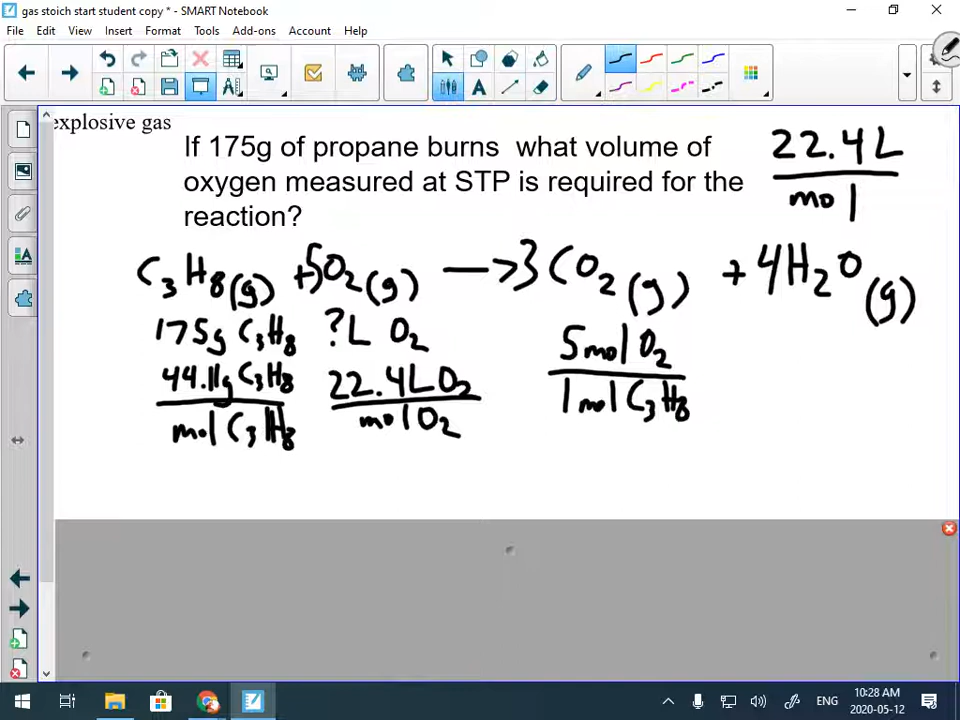 gas stoich start student copy * - SMART Notebook
File Edit View Insert Format Tools Add-ons Account Help
explosive gas
If 175g of propane burns what volume of
oxygen measured at STP is required for the
reaction?
22.4 L
mol
C3H8(g) + 5O2(g) —> 3CO2(g) + 4H2O(g)
175g C3H8 ?L O2
5mol O2
44.11g C3H8 22.4L O2
1mol C3H8
mol C3H8 mol O2
ENG
10:28 AM
2020-05-12